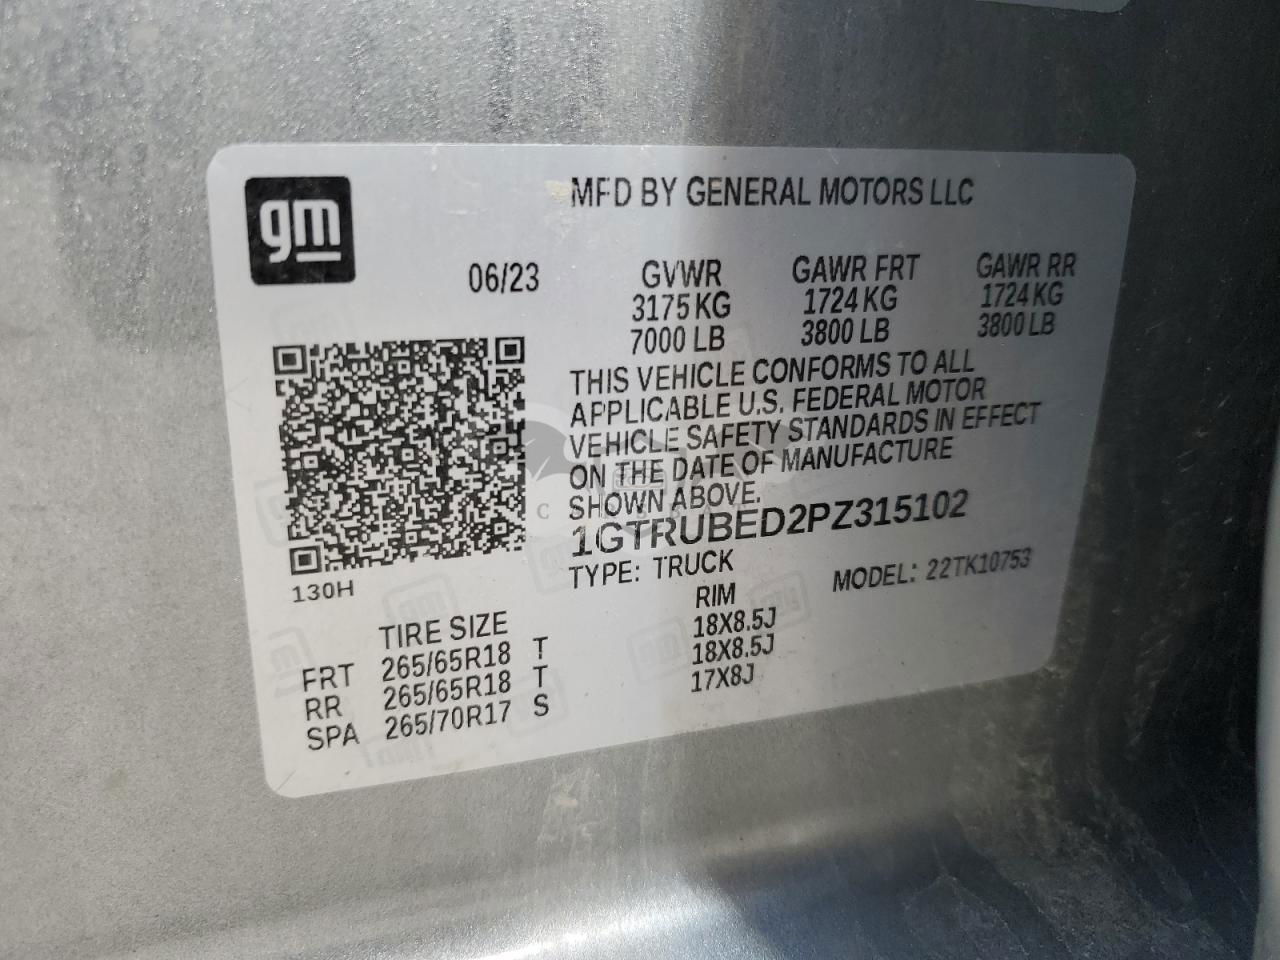 gm
MFD BY GENERAL MOTORS LLC
06/23 GVWR GAWR FRT GAWR RR
3175 KG 1724 KG 1724 KG
7000 LB 3800 LB 3800 LB
THIS VEHICLE CONFORMS TO ALL
APPLICABLE U.S. FEDERAL MOTOR
VEHICLE SAFETY STANDARDS IN EFFECT
ON THE DATE OF MANUFACTURE
SHOWN ABOVE.
1GTRUBED2PZ315102
TYPE: TRUCK MODEL: 22TK10753
130H
TIRE SIZE RIM
FRT 265/65R18 T 18X8.5J
RR 265/65R18 T 18X8.5J
SPA 265/70R17 S 17X8J